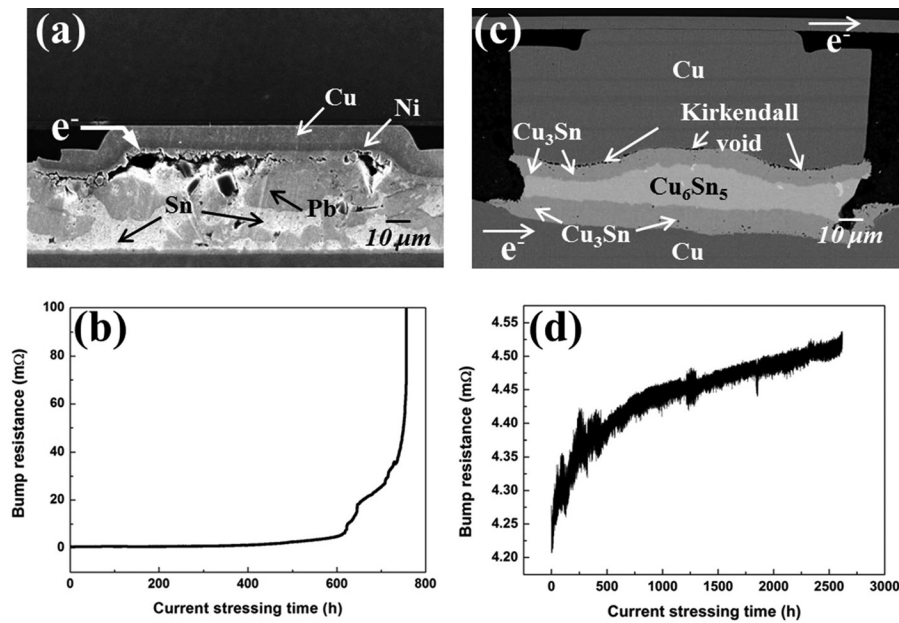 (a)
Cu
Ni
e-
Sn
Pb
10 μm
(c)
e-
Cu
Kirkendall
void
Cu3Sn
Cu6Sn5
Cu3Sn
e-
Cu
10 μm
(b)
Bump resistance (mΩ)
100
80
60
40
20
0
0 200 400 600 800
Current stressing time (h)
(d)
Bump resistance (mΩ)
4.55
4.50
4.45
4.40
4.35
4.30
4.25
4.20
0 500 1000 1500 2000 2500 3000
Current stressing time (h)